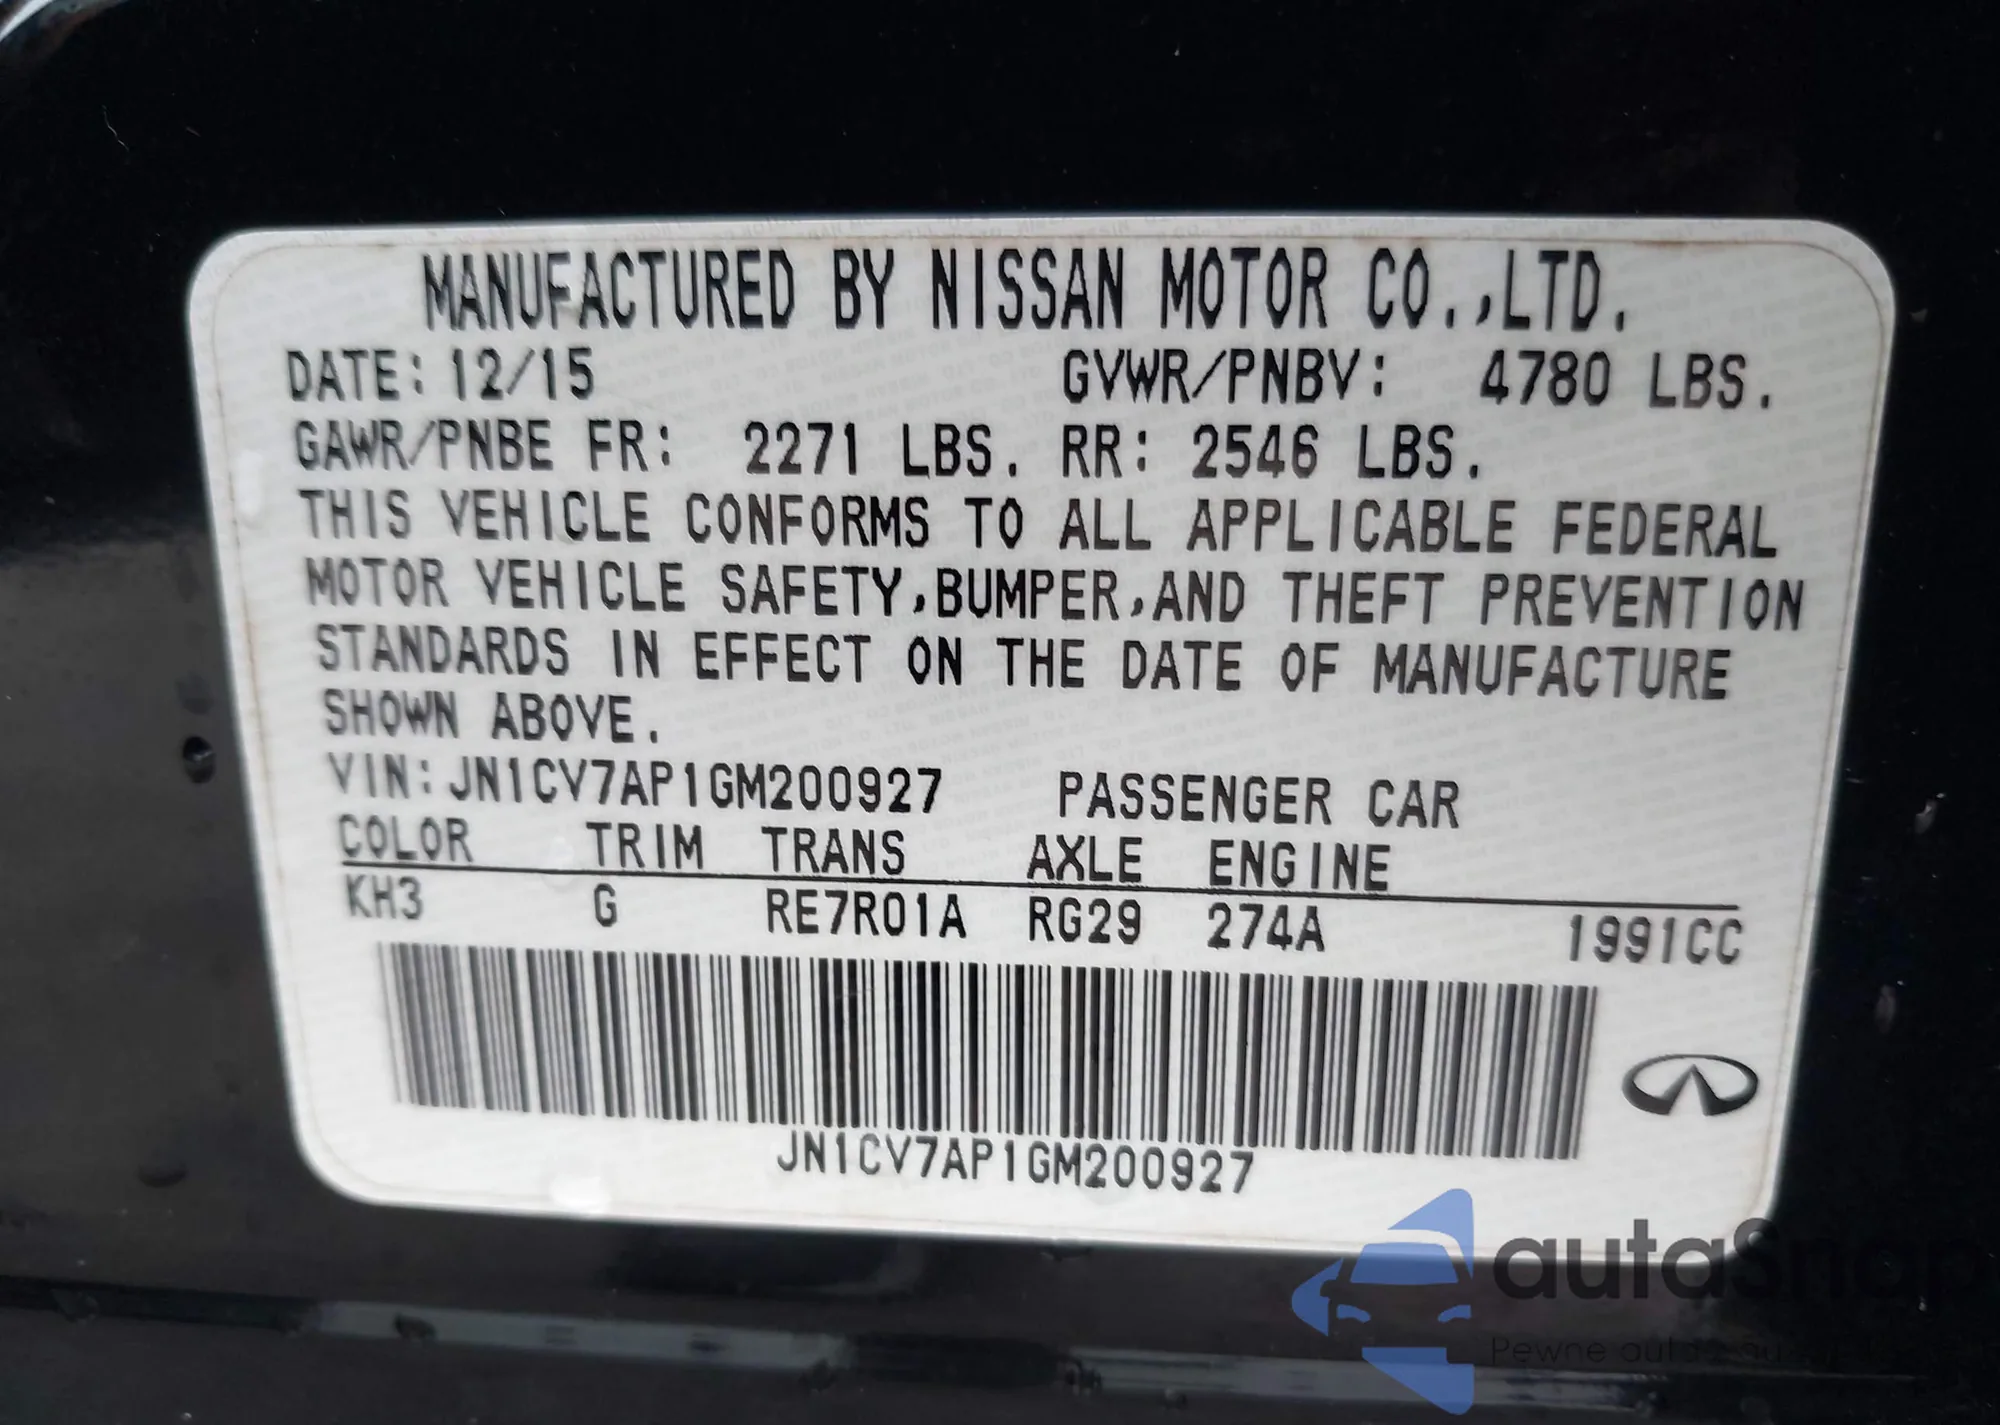 MANUFACTURED BY NISSAN MOTOR CO.,LTD.
DATE: 12/15 GVWR/PNBV: 4780 LBS.
GAWR/PNBE FR: 2271 LBS. RR: 2546 LBS.
THIS VEHICLE CONFORMS TO ALL APPLICABLE FEDERAL
MOTOR VEHICLE SAFETY,BUMPER,AND THEFT PREVENTION
STANDARDS IN EFFECT ON THE DATE OF MANUFACTURE
SHOWN ABOVE.
VIN:JN1CV7AP1GM200927 PASSENGER CAR
COLOR TRIM TRANS AXLE ENGINE
KH3 G RE7R01A RG29 274A 1991CC
JN1CV7AP1GM200927
autaShop
Pewne auta